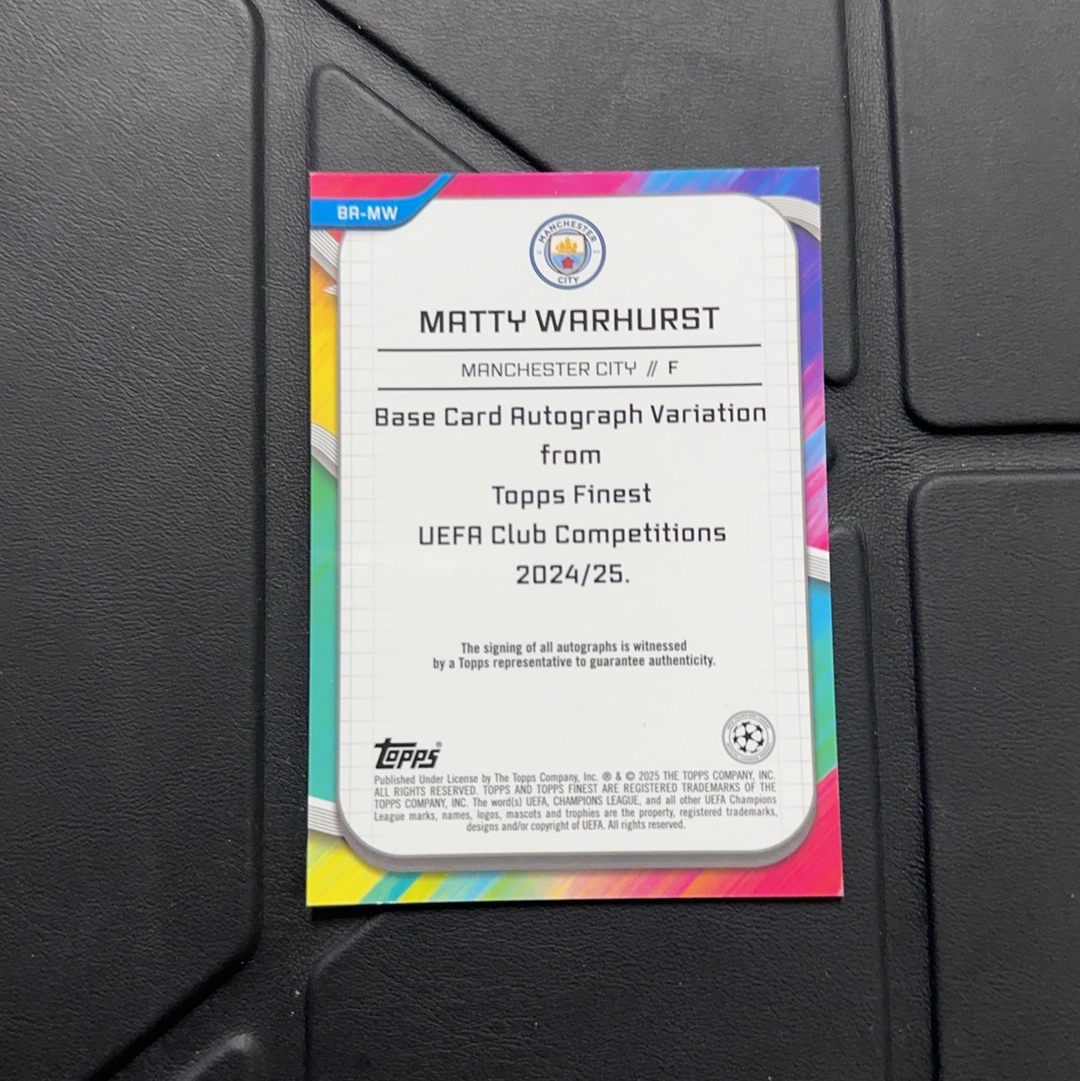 BR-MW
MANCHESTER
CITY
MATTY WARHURST
MANCHESTER CITY // F
Base Card Autograph Variation
from
Topps Finest
UEFA Club Competitions
2024/25.
The signing of all autographs is witnessed
by a Topps representative to guarantee authenticity.
topps®
Published Under License by The Topps Company, Inc. ® & © 2025 THE TOPPS COMPANY, INC.
ALL RIGHTS RESERVED. TOPPS AND TOPPS FINEST ARE REGISTERED TRADEMARKS OF THE
TOPPS COMPANY, INC. The word(s) UEFA, CHAMPIONS LEAGUE, and all other UEFA Champions
League marks, names, logos, mascots and trophies are the property, registered trademarks,
designs and/or copyright of UEFA. All rights reserved.